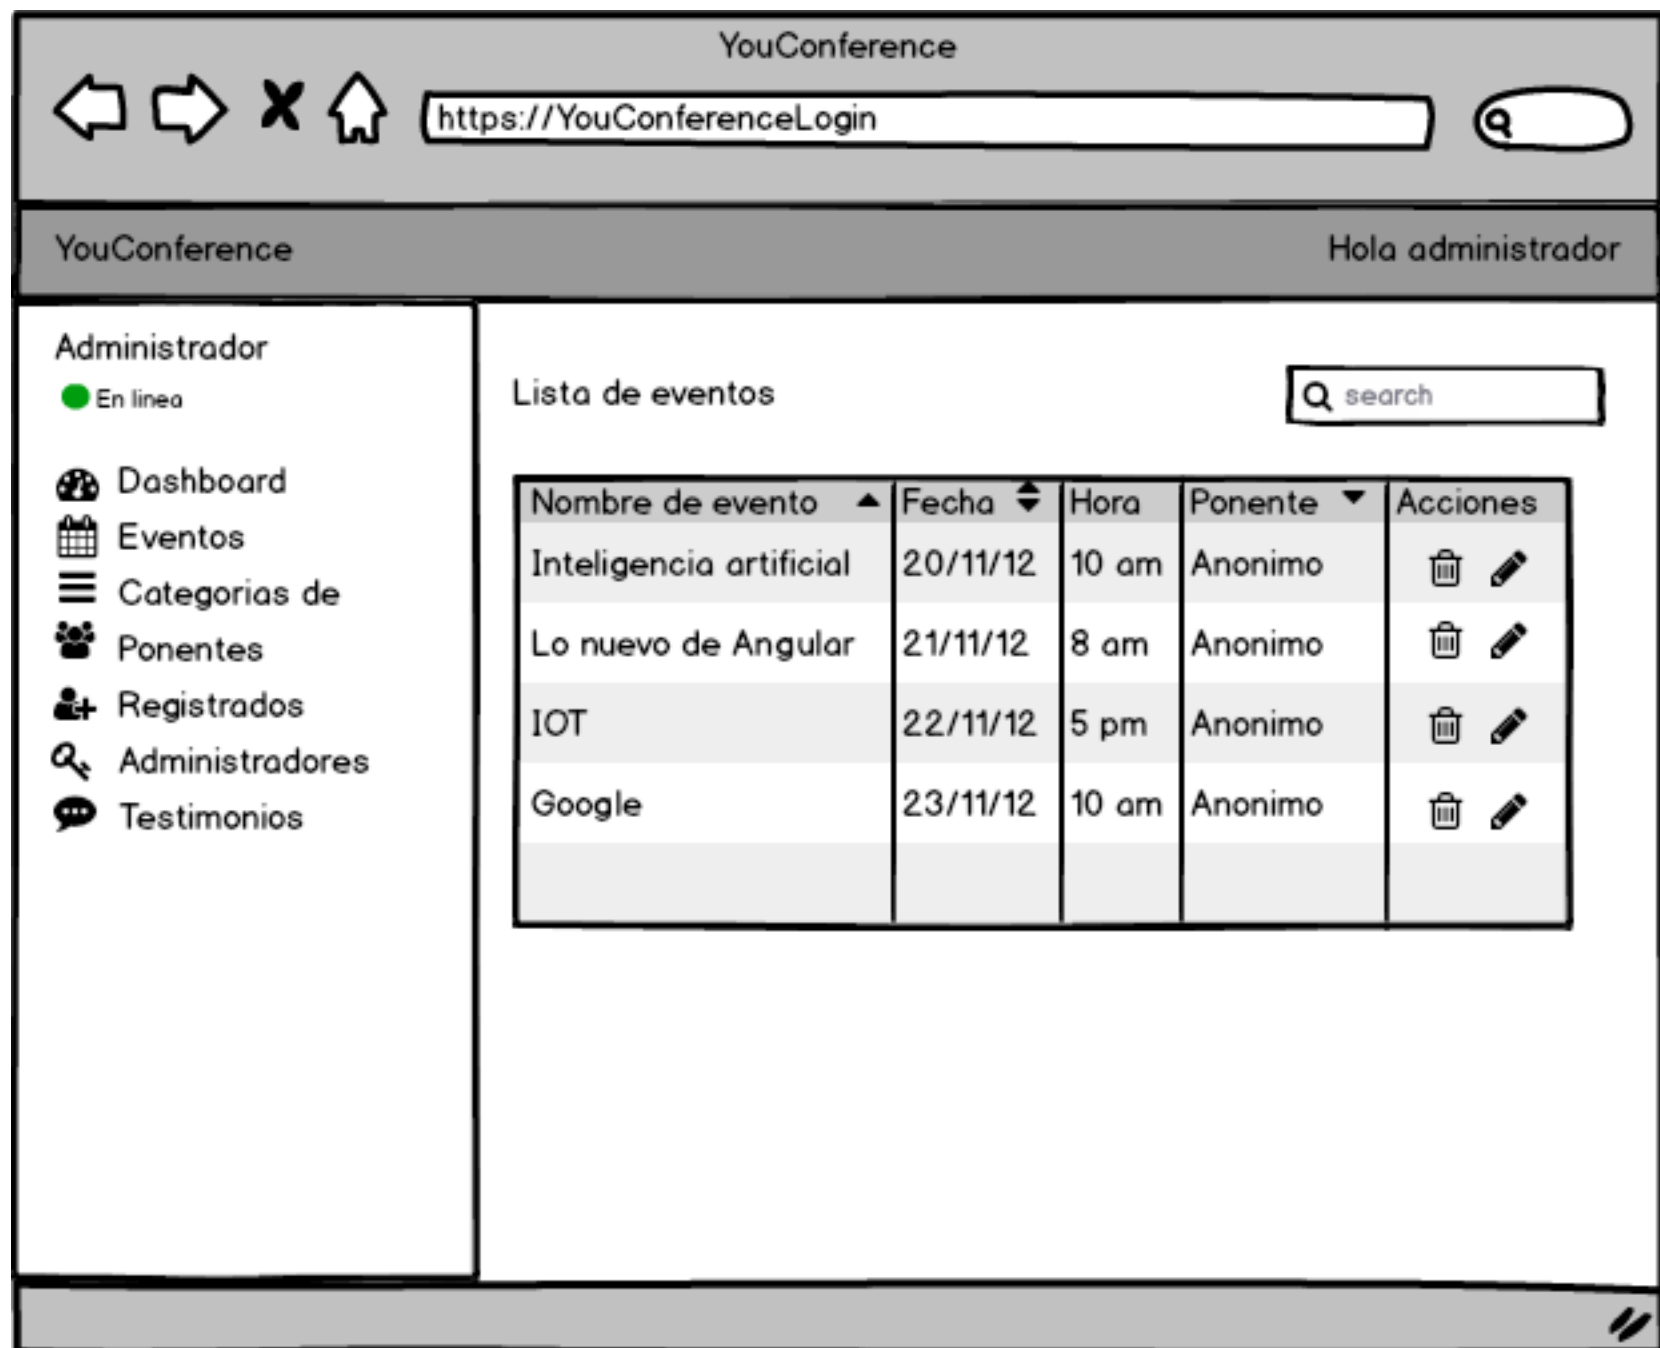 YouConference
https://YouConferenceLogin
YouConference Hola administrador
Administrador
En linea
Dashboard
Eventos
Categorias de
Ponentes
Registrados
Administradores
Testimonios
Lista de eventos search
Nombre de evento Fecha Hora Ponente Acciones
Inteligencia artificial 20/11/12 10 am Anonimo
Lo nuevo de Angular 21/11/12 8 am Anonimo
IOT 22/11/12 5 pm Anonimo
Google 23/11/12 10 am Anonimo